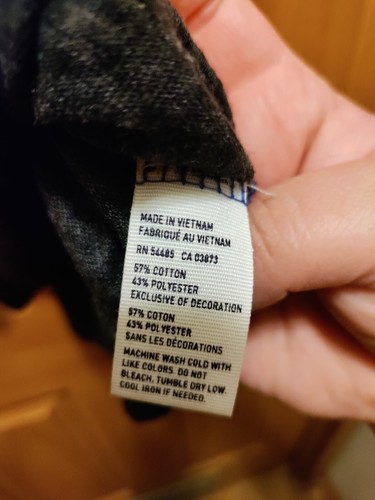 MADE IN VIETNAM
FABRIQUÉ AU VIETNAM
RN 54485 CA 03873
57% COTTON
43% POLYESTER
EXCLUSIVE OF DECORATION
57% COTON
43% POLYESTER
SANS LES DÉCORATIONS
MACHINE WASH COLD WITH
LIKE COLORS. DO NOT
BLEACH. TUMBLE DRY LOW.
COOL IRON IF NEEDED.